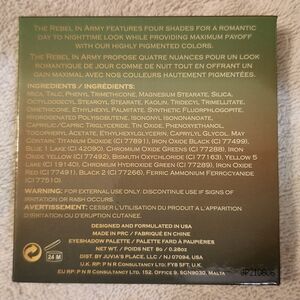 The Rebel In Army features four shades for a romantic
day to nighttime look while providing maximum payoff
with our highly pigmented colors.
The Rebel In Army propose quatre nuances pour un look
romantique de jour comme de nuit tout en offrant un
gain maximal avec nos couleurs hautement pigmentées.
Ingredients / Ingrédients:
Mica, Talc, Phenyl Trimethicone, Magnesium Stearate, Silica,
Octyldodecyl Stearoyl Stearate, Kaolin, Tridecyl Trimellitate,
Dimethicone, Ethylhexyl Palmitate, Synthetic Fluorphlogopite,
Hydrogenated Polyisobutene, Isononyl Isononanoate,
Caprylic/Capric Triglyceride, Tin Oxide, Phenoxyethanol,
Tocopheryl Acetate, Ethylhexylglycerin, Caprylyl Glycol. May
Contain Titanium Dioxide (CI 77891), Iron Oxide Black (CI 77499),
Blue 1 Lake (CI 42090), Chromium Oxide Greens (CI 77288), Iron
Oxide Yellow (CI 77492), Bismuth Oxychloride (CI 77163), Yellow 5
Lake (CI 19140), Chromium Hydroxide Green (CI 77289), Iron Oxide
Red (CI 77491), Black 2 (CI 77266), Ferric Ammonium Ferrocyanide
(CI 77510).
Warning: For external use only. Discontinue use if signs of
irritation or rash occurs.
Avertissement: Cesser l'utilisation du produit à l'apparition
d'irritation ou d'éruption cutanée.
Designed and formulated in USA
Made in PRC / Fabriqué en Chine
Eyeshadow Palette / Palette Fard à Paupières
Net Wt. / Poids Net 8g / 0.28oz
Dist. by Juvia's Place, LLC / NJ 07094, USA
U.K. RP: P N R Consultancy Ltd. FY8 5FT, U.K.
EU RP: P N R Consultancy Ltd. 152, Office 9, SGN9030, Malta
24 M